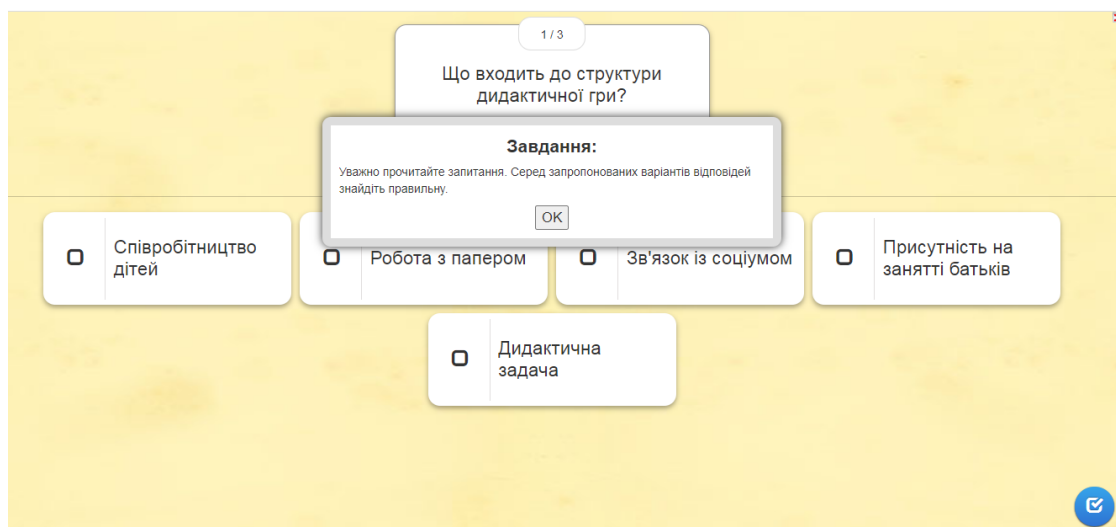 1 / 3
Що входить до структури
дидактичної гри?
Завдання:
Уважно прочитайте запитання. Серед запропонованих варіантів відповідей
знайдіть правильну.
OK
Співробітництво
дітей
Робота з папером
Зв'язок із соціумом
Присутність на
занятті батьків
Дидактична
задача